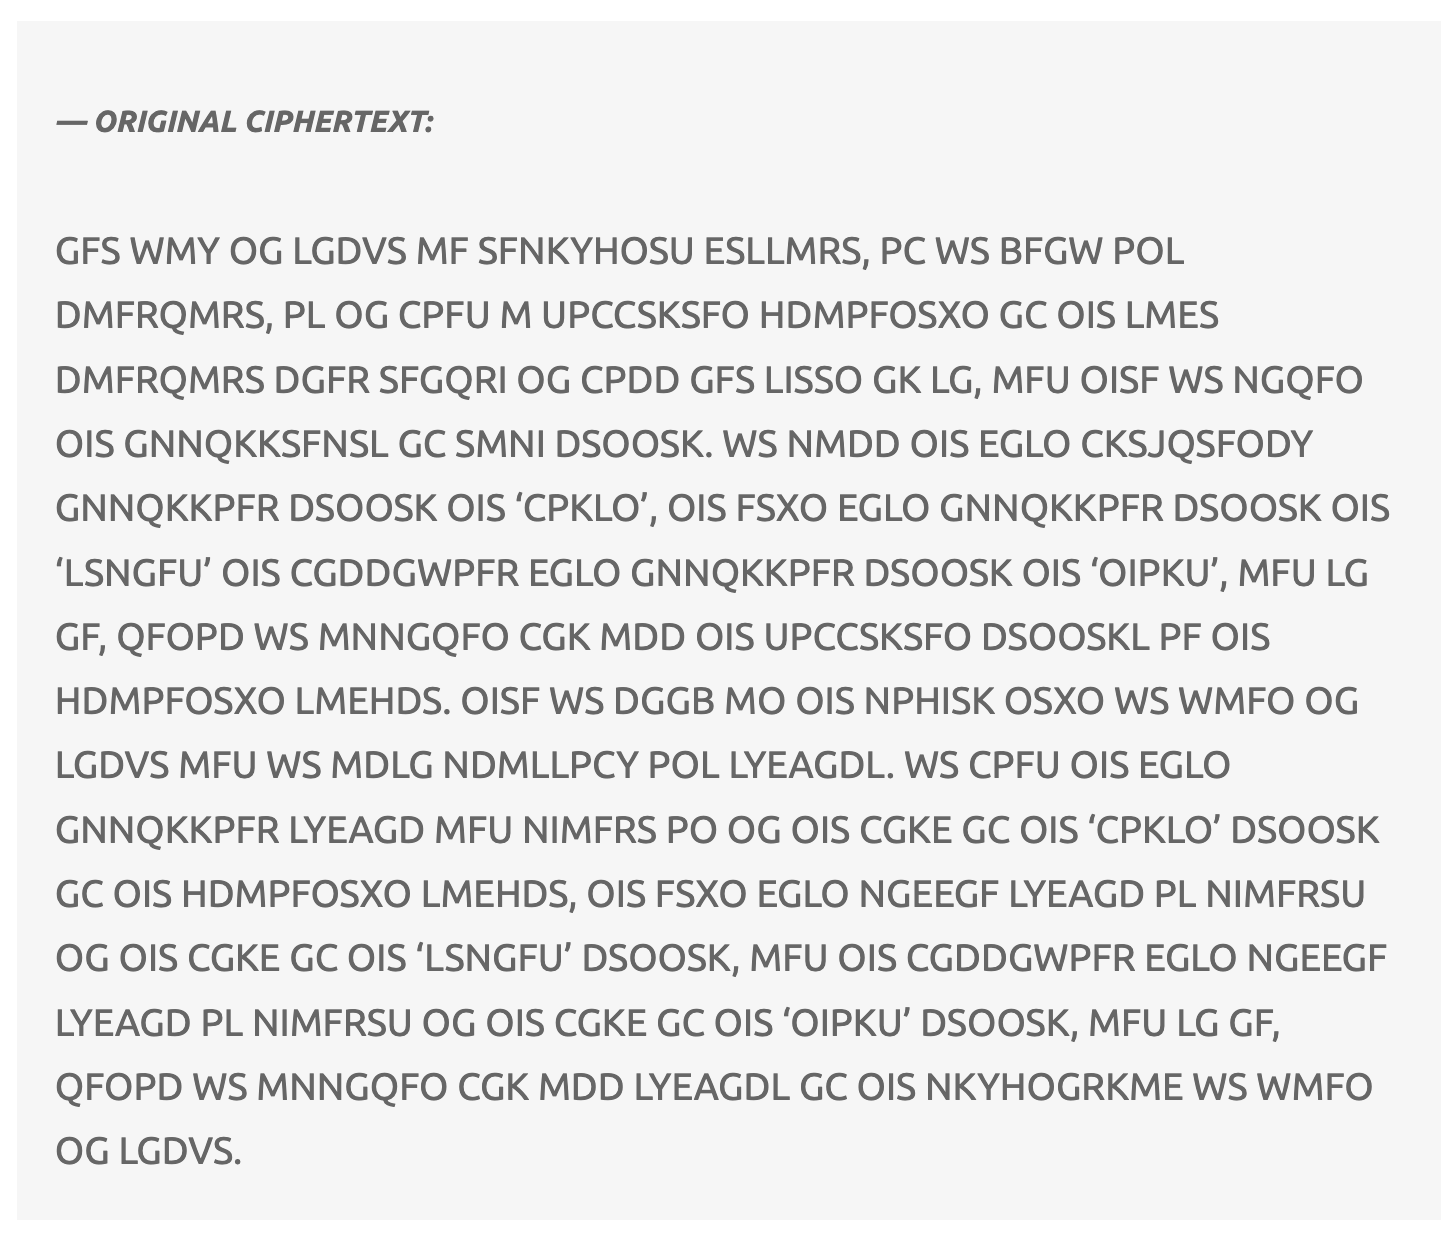 — ORIGINAL CIPHERTEXT:
GFS WMY OG LGDVS MF SFNKYHOSU ESLLMRS, PC WS BFGW POL
DMFRQMRS, PL OG CPFU M UPCCSKSFO HDMPFOSXO GC OIS LMES
DMFRQMRS DGFR SFGQRI OG CPDD GFS LISSO GK LG, MFU OISF WS NGQFO
OIS GNNQKKSFNSL GC SMNI DSOOSK. WS NMDD OIS EGLO CKSJQSFODY
GNNQKKPFR DSOOSK OIS ‘CPKLO’, OIS FSXO EGLO GNNQKKPFR DSOOSK OIS
‘LSNGFU’ OIS CGDDGWPFR EGLO GNNQKKPFR DSOOSK OIS ‘OIPKU’, MFU LG
GF, QFOPD WS MNNGQFO CGK MDD OIS UPCCSKSFO DSOOSKL PF OIS
HDMPFOSXO LMEHDS. OISF WS DGGB MO OIS NPHISK OSXO WS WMFO OG
LGDVS MFU WS MDLG NDMLLPCY POL LYEAGDL. WS CPFU OIS EGLO
GNNQKKPFR LYEAGD MFU NIMFRS PO OG OIS CGKE GC OIS ‘CPKLO’ DSOOSK
GC OIS HDMPFOSXO LMEHDS, OIS FSXO EGLO NGEEGF LYEAGD PL NIMFRSU
OG OIS CGKE GC OIS ‘LSNGFU’ DSOOSK, MFU OIS CGDDGWPFR EGLO NGEEGF
LYEAGD PL NIMFRSU OG OIS CGKE GC OIS ‘OIPKU’ DSOOSK, MFU LG GF,
QFOPD WS MNNGQFO CGK MDD LYEAGDL GC OIS NKYHOGRKME WS WMFO
OG LGDVS.